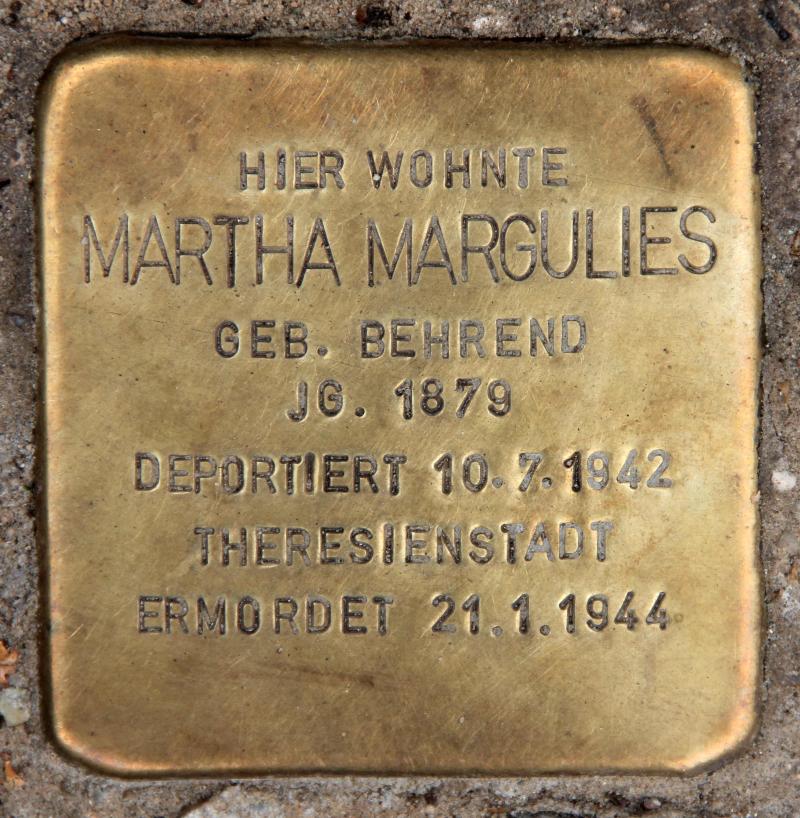 HIER WOHNTE
MARTHA MARGULIES
GEB. BEHREND
JG. 1879
DEPORTIERT 10.7.1942
THERESIENSTADT
ERMORDET 21.1.1944